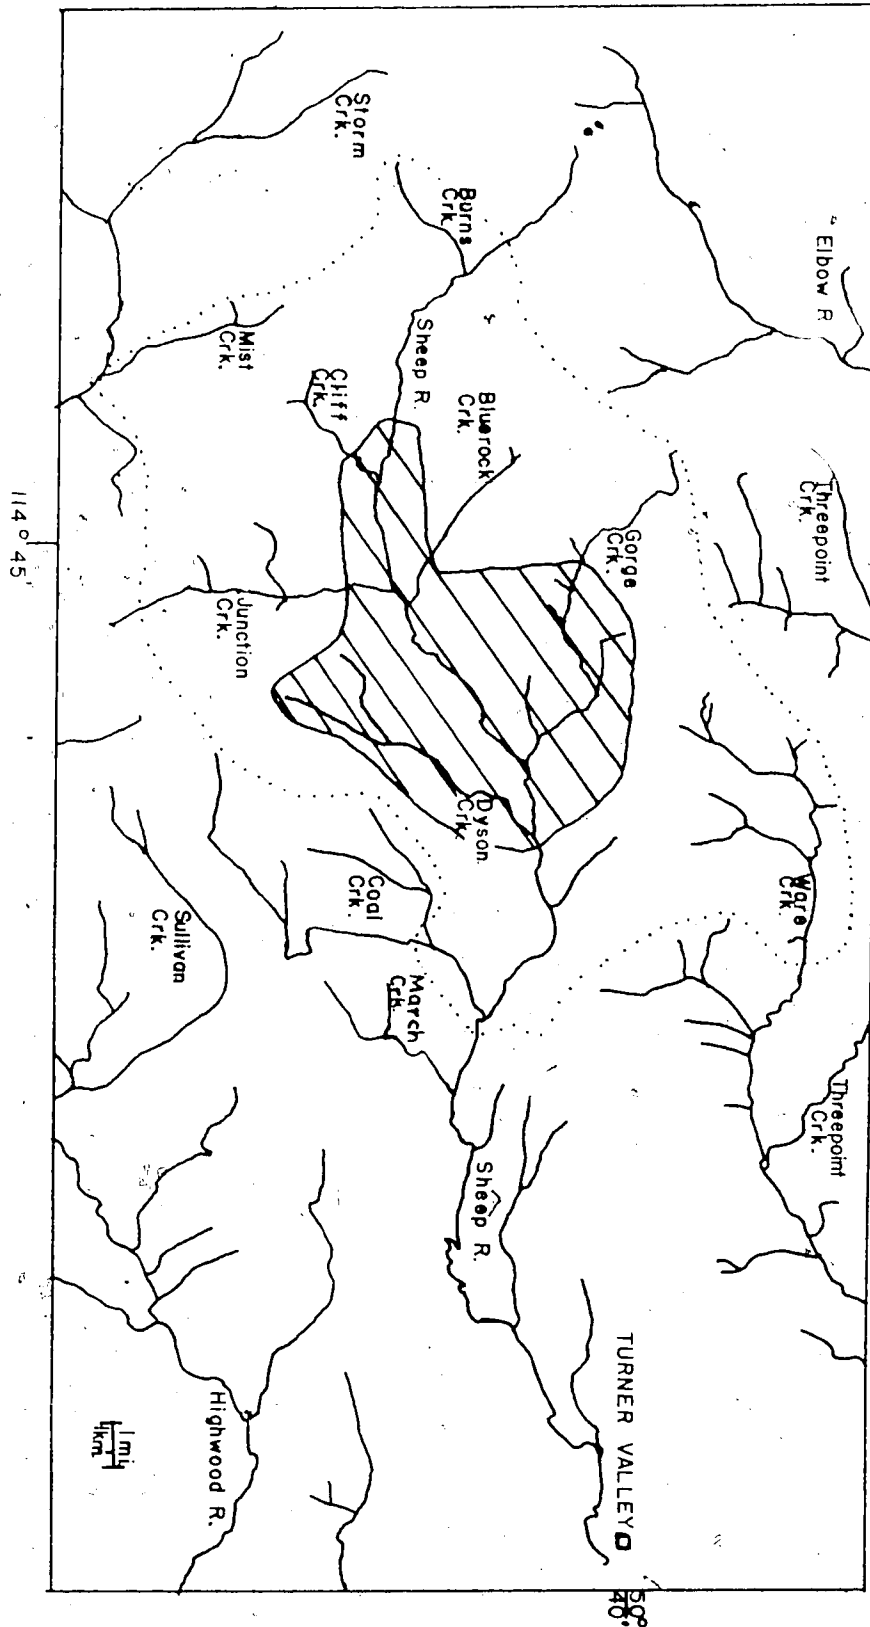 Elbow R
Threepoint
Crk.
Ware
Crk.
Threepoint
Crk.
TURNER VALLEY
50°
40'
Burns
Crk.
Sheep R.
Bluerock
Crk.
Gorge
Crk.
Dyson
Crk.
Sheep R.
Storm
Crk.
Mist
Crk.
Cliff
Crk.
Junction
Crk.
Coal
Crk.
March
Crk.
Sullivan
Crk.
Highwood R.
1 mi
1km
114° 45'